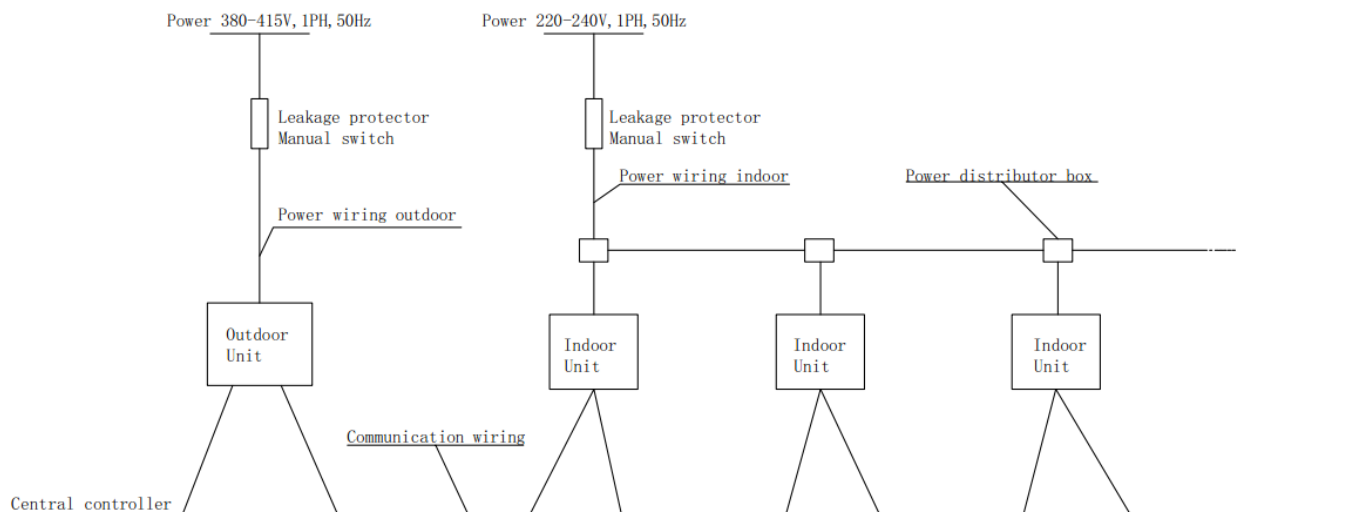 Power 380-415V, 1PH, 50Hz
Power 220-240V, 1PH, 50Hz
Leakage protector
Manual switch
Leakage protector
Manual switch
Power wiring indoor
Power distributor box
Power wiring outdoor
Outdoor
Unit
Indoor
Unit
Indoor
Unit
Indoor
Unit
Communication wiring
Central controller